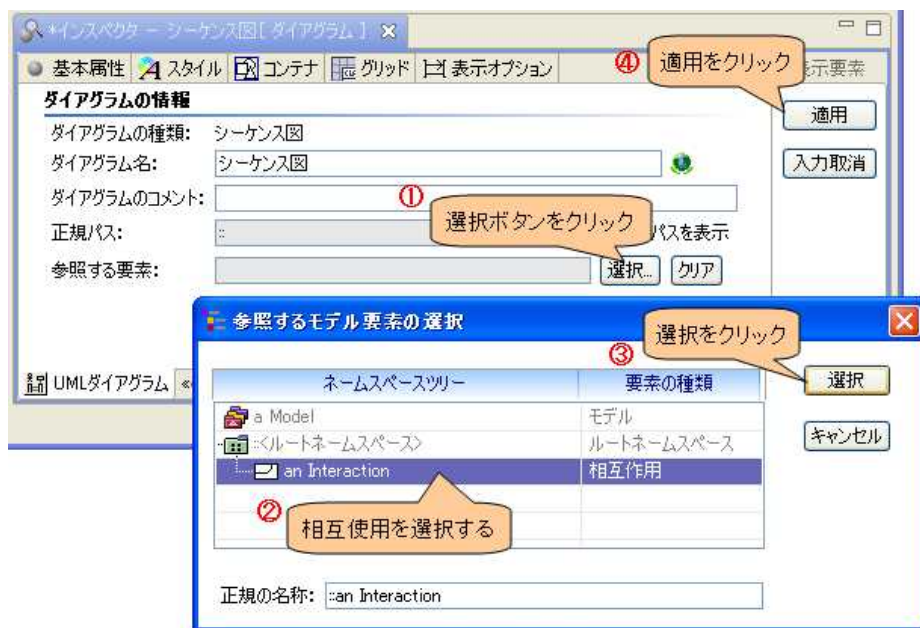 *インスペクター - シーケンス図[ ダイアグラム ]
基本属性 スタイル コンテナ グリッド 表示オプション
④
適用をクリック
示要素
ダイアグラムの情報
適用
ダイアグラムの種類: シーケンス図
ダイアグラム名: シーケンス図
入力取消
ダイアグラムのコメント:
①
選択ボタンをクリック
正規パス: :: パスを表示
参照する要素: 選択... クリア
参照するモデル要素の選択
選択をクリック
③
UMLダイアグラム
ネームスペースツリー 要素の種類
選択
a Model モデル
::<ルートネームスペース> ルートネームスペース
キャンセル
an Interaction 相互作用
②
相互使用を選択する
正規の名称: ::an Interaction